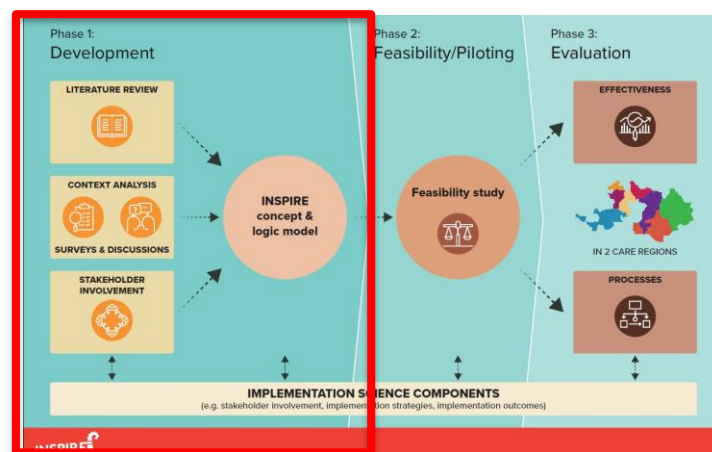 Phase 1:
Development
Phase 2:
Feasibility/Piloting
Phase 3:
Evaluation
LITERATURE REVIEW
CONTEXT ANALYSIS
SURVEYS & DISCUSSIONS
STAKEHOLDER
INVOLVEMENT
INSPIRE
concept &
logic model
Feasibility study
EFFECTIVENESS
IN 2 CARE REGIONS
PROCESSES
IMPLEMENTATION SCIENCE COMPONENTS
(e.g. stakeholder involvement, implementation strategies, implementation outcomes)
INSPIRE